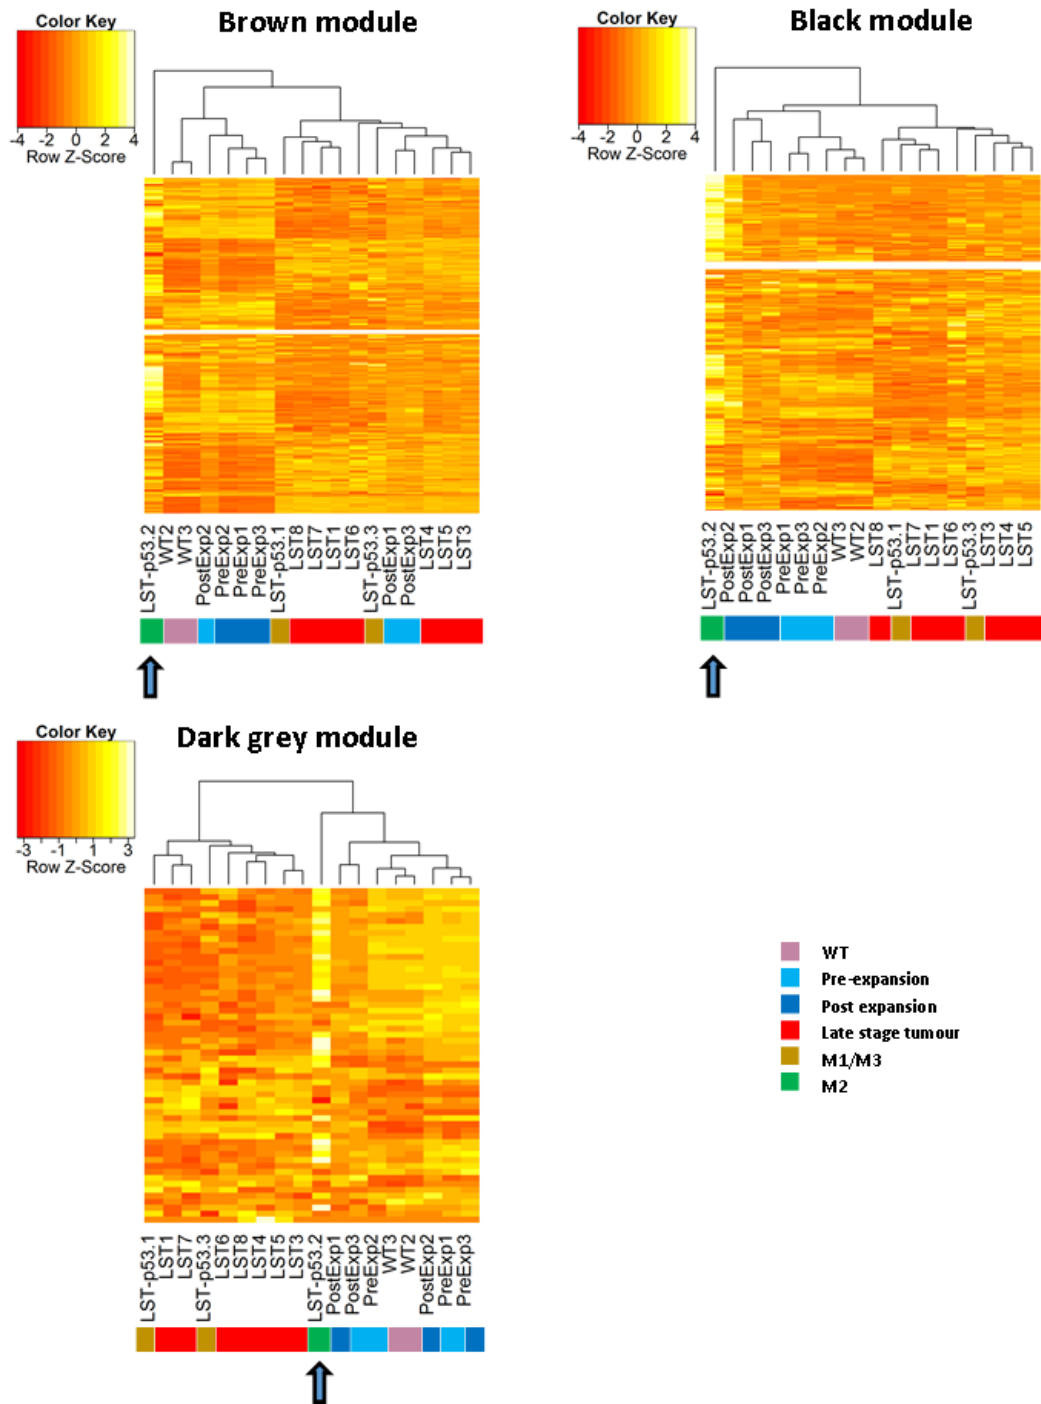 Brown module
Color Key
-4 -2 0 2 4
Row Z-Score
LST-p53.2
WT2
WT3
PostExp2
PreExp2
PreExp1
PreExp3
LST-p53.1
LST8
LST7
LST1
LST6
LST-p53.3
PostExp1
PostExp3
LST4
LST5
LST3
Black module
Color Key
-4 -2 0 2 4
Row Z-Score
LST-p53.2
PostExp2
PostExp1
PostExp3
PreExp1
PreExp3
PreExp2
WT3
WT2
LST8
LST-p53.1
LST7
LST1
LST6
LST-p53.3
LST3
LST4
LST5
Dark grey module
Color Key
-3 -1 1 3
Row Z-Score
LST-p53.1
LST1
LST7
LST-p53.3
LST6
LST8
LST4
LST5
LST3
LST-p53.2
PostExp1
PostExp3
PreExp2
WT3
WT2
PostExp2
PreExp1
PreExp3
WT
Pre-expansion
Post expansion
Late stage tumour
M1/M3
M2